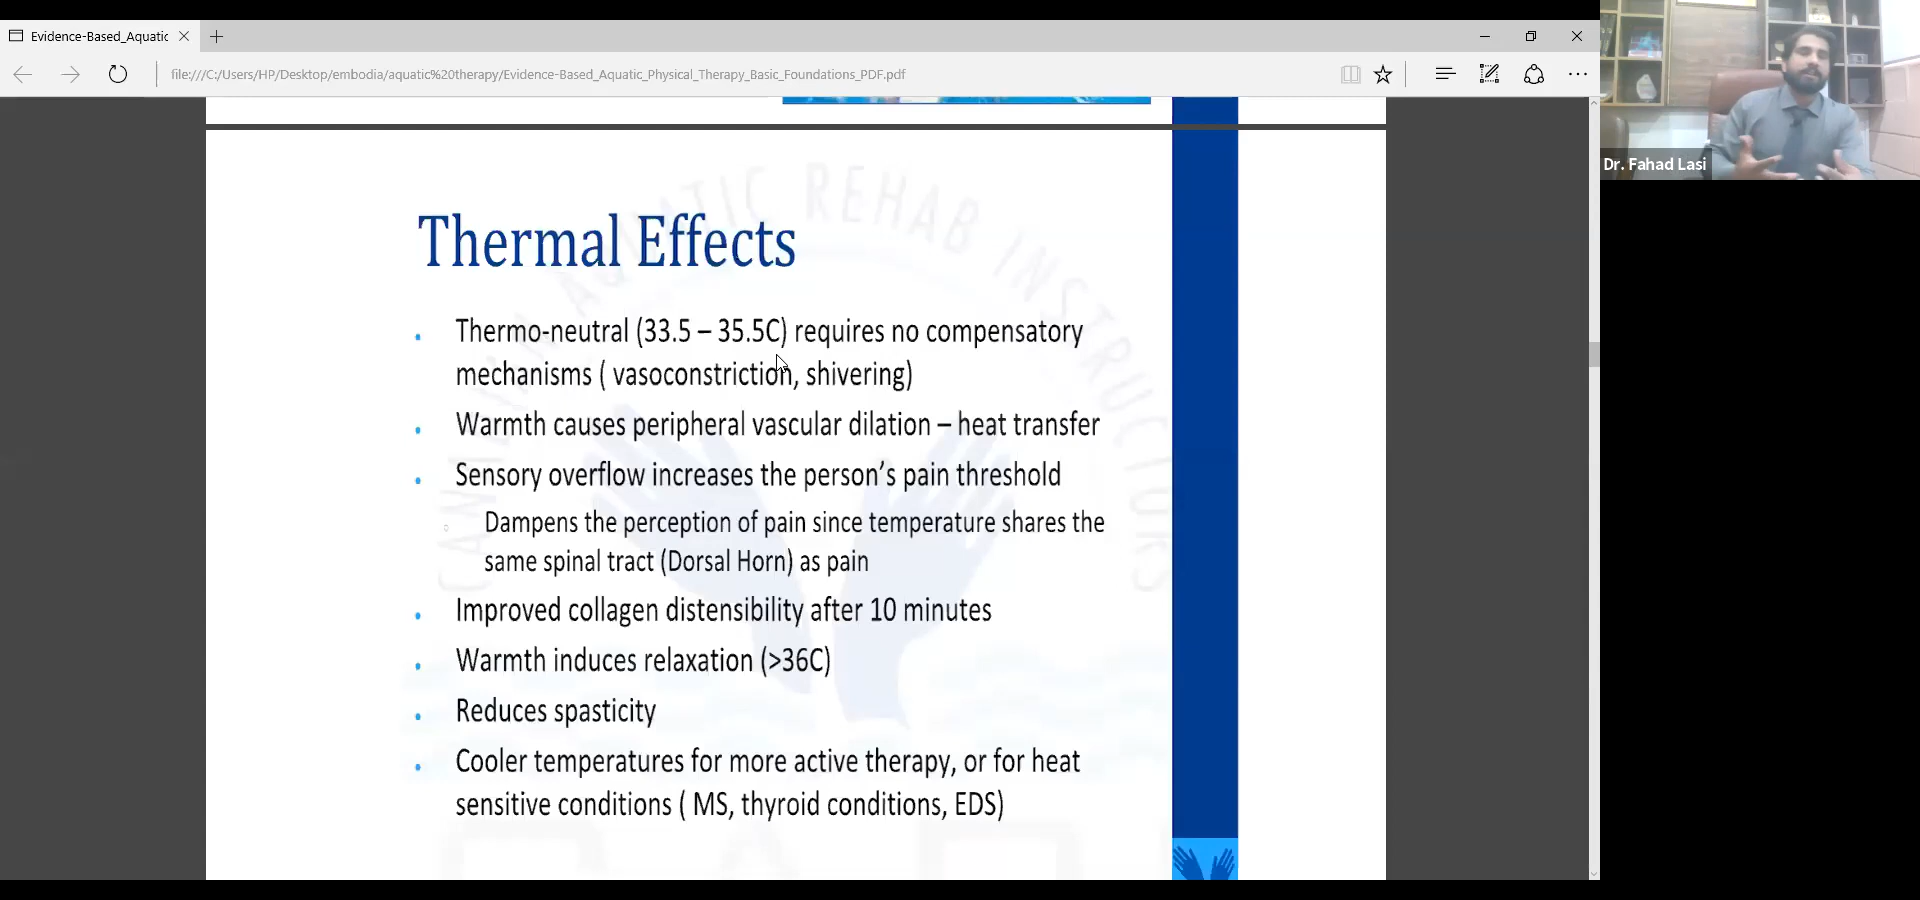 Evidence-Based_Aquatic
file:///C:/Users/HP/Desktop/embodia/aquatic%20therapy/Evidence-Based_Aquatic_Physical_Therapy_Basic_Foundations_PDF.pdf
Dr. Fahad Lasi
CANADIAN AQUATIC REHAB INSTRUCTORS
Thermal Effects
Thermo-neutral (33.5 – 35.5C) requires no compensatory
mechanisms ( vasoconstriction, shivering)
Warmth causes peripheral vascular dilation – heat transfer
Sensory overflow increases the person's pain threshold
Dampens the perception of pain since temperature shares the
same spinal tract (Dorsal Horn) as pain
Improved collagen distensibility after 10 minutes
Warmth induces relaxation (>36C)
Reduces spasticity
Cooler temperatures for more active therapy, or for heat
sensitive conditions ( MS, thyroid conditions, EDS)